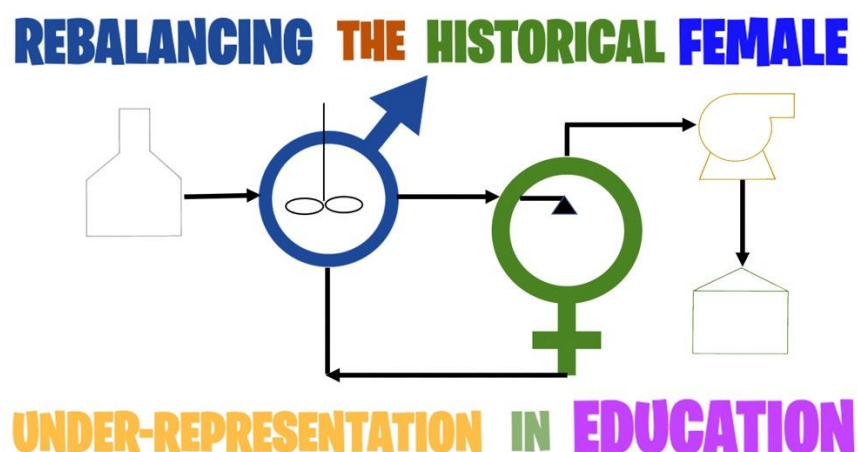 REBALANCING THE HISTORICAL FEMALE
UNDER-REPRESENTATION IN EDUCATION